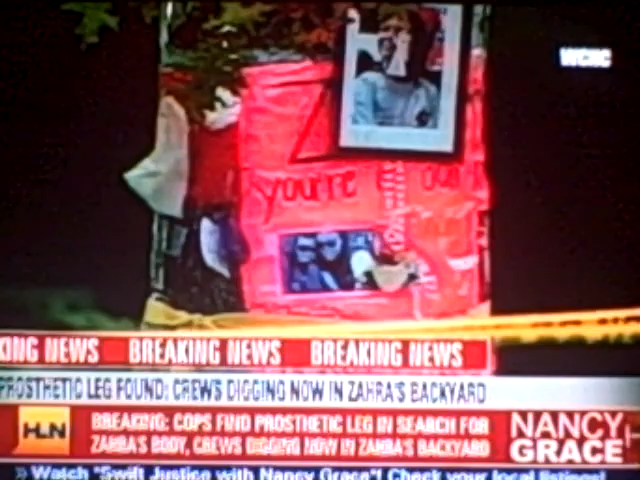 WCNC
you're
KING NEWS BREAKING NEWS BREAKING NEWS
PROSTHETIC LEG FOUND: CREWS DIGGING NOW IN ZAHRA'S BACKYARD
HLN
BREAKING: COPS FIND PROSTHETIC LEG IN SEARCH FOR
ZAHRA'S BODY, CREWS DIGGING NOW IN ZAHRA'S BACKYARD
NANCY
GRACE
» Watch "Swift Justice with Nancy Grace"! Check your local listings!